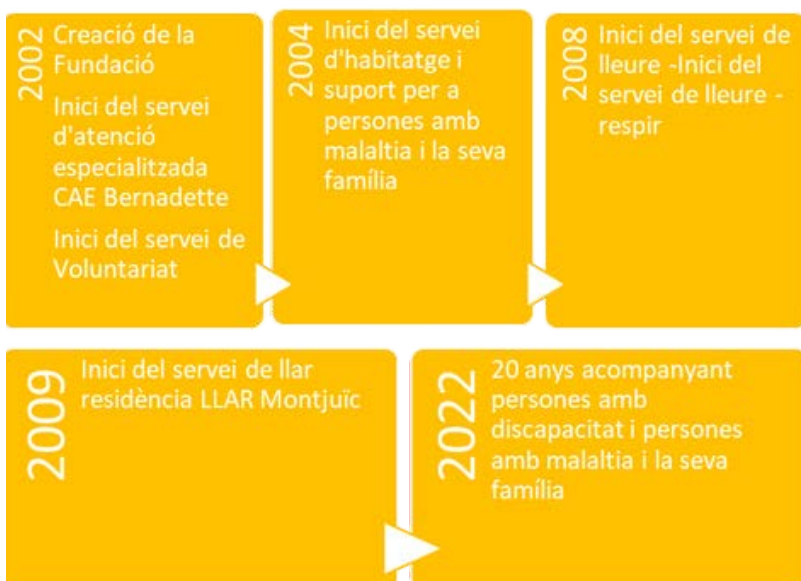 2002
Creació de la
Fundació
Inici del servei
d'atenció
especialitzada
CAE Bernadette
Inici del servei de
Voluntariat
2004
Inici del servei
d'habitatge i
suport per a
persones amb
malaltia i la seva
família
2008
Inici del servei de
lleure -Inici del
servei de lleure -
respir
2009
Inici del servei de llar
residència LLAR Montjuïc
2022
20 anys acompanyant
persones amb
discapacitat i persones
amb malaltia i la seva
família